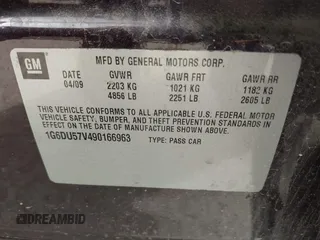 GM
MFD BY GENERAL MOTORS CORP.
DATE GVWR GAWR FRT GAWR RR
04/09 2203 KG 1021 KG 1182 KG
4856 LB 2251 LB 2605 LB
THIS VEHICLE CONFORMS TO ALL APPLICABLE U.S. FEDERAL MOTOR
VEHICLE SAFETY, BUMPER, AND THEFT PREVENTION STANDARDS IN
EFFECT ON THE DATE OF MANUFACTURE SHOWN ABOVE.
1G6DU57V490166963 TYPE: PASS CAR
DREAMBID